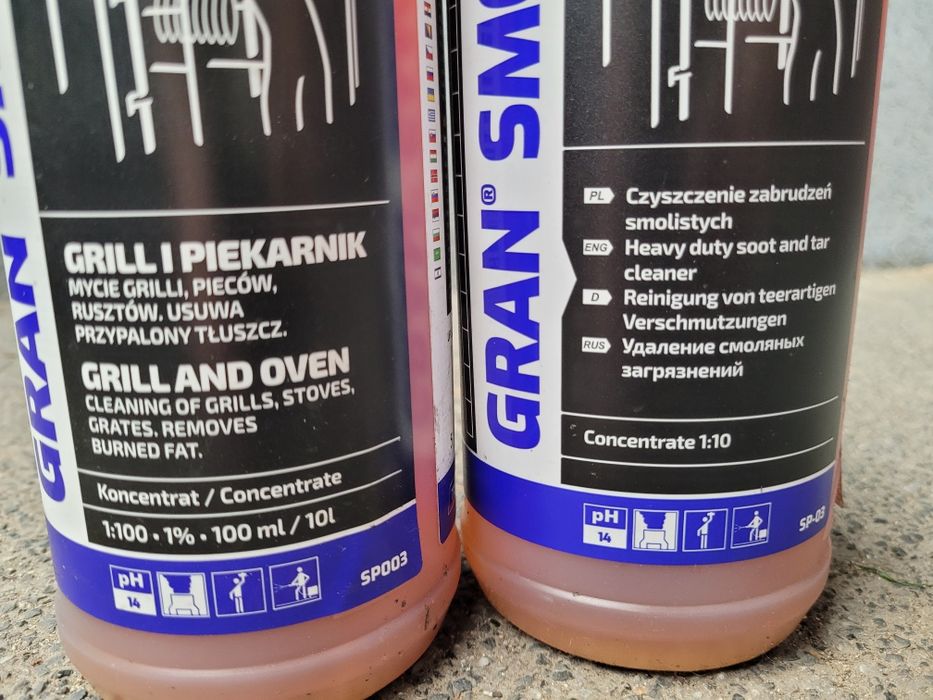 GRAN
GRILL I PIEKARNIK
MYCIE GRILLI, PIECÓW,
RUSZTÓW. USUWA
PRZYPALONY TŁUSZCZ.
GRILL AND OVEN
CLEANING OF GRILLS, STOVES,
GRATES. REMOVES
BURNED FAT.
Koncentrat / Concentrate
1:100 • 1% • 100 ml / 10l
pH
14
SP003
GRAN® SMO
PL Czyszczenie zabrudzeń
smolistych
ENG Heavy duty soot and tar
cleaner
D Reinigung von teerartigen
Verschmutzungen
RUS Удаление смоляных
загрязнений
Concentrate 1:10
pH
14
SP-03